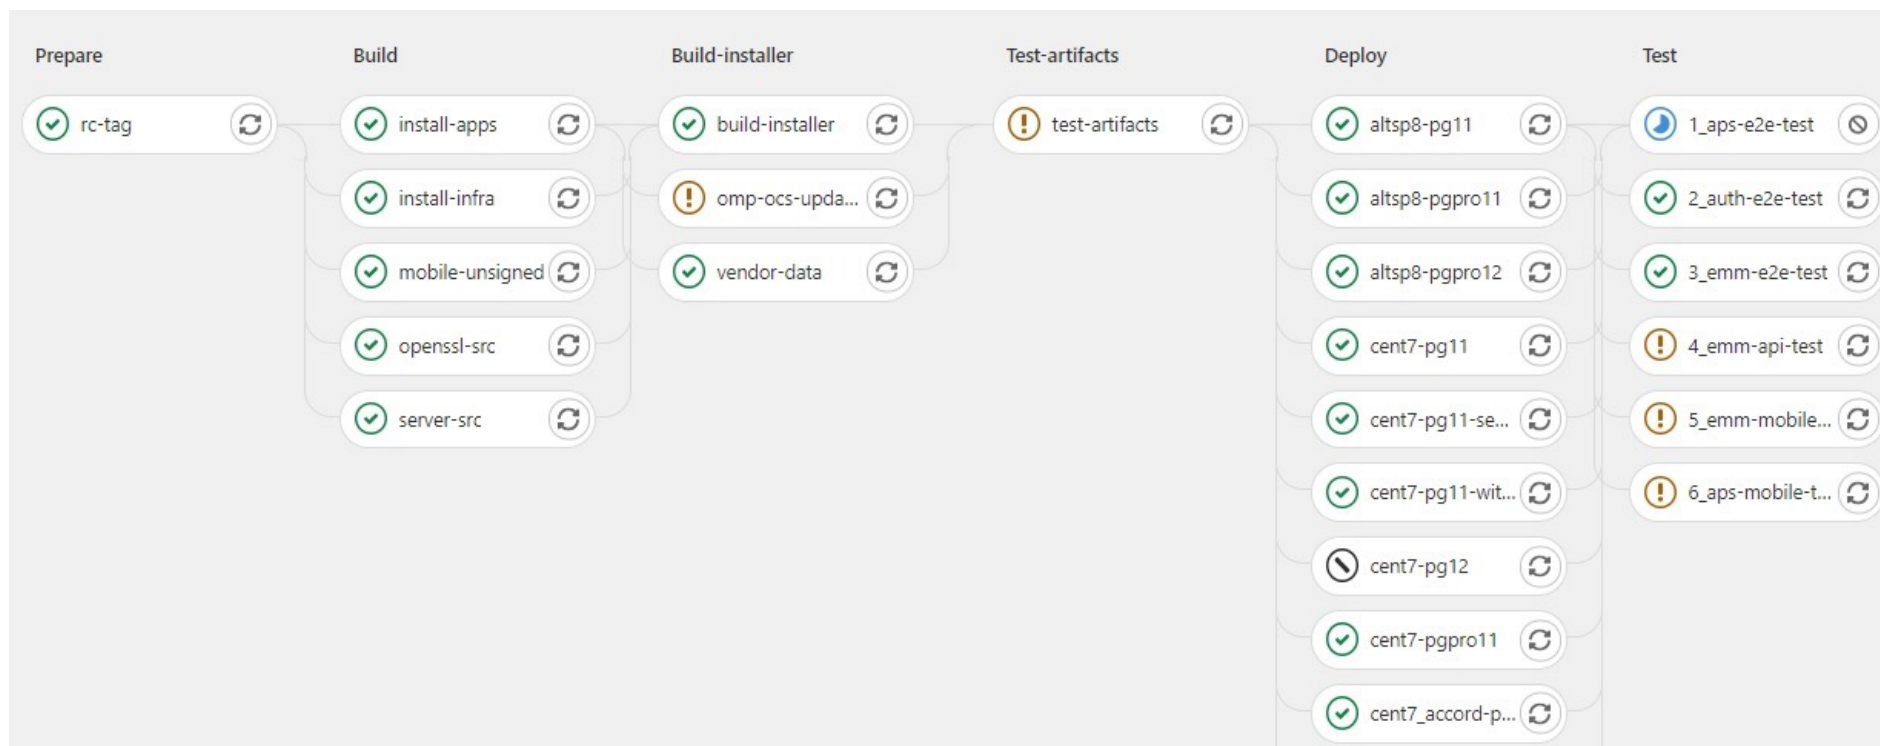 Prepare
rc-tag
Build
install-apps
install-infra
mobile-unsigned
openssl-src
server-src
Build-installer
build-installer
omp-ocs-upda...
vendor-data
Test-artifacts
test-artifacts
Deploy
altsp8-pg11
altsp8-pgpro11
altsp8-pgpro12
cent7-pg11
cent7-pg11-se...
cent7-pg11-wit...
cent7-pg12
cent7-pgpro11
cent7_accord-p...
Test
1_aps-e2e-test
2_auth-e2e-test
3_emm-e2e-test
4_emm-api-test
5_emm-mobile...
6_aps-mobile-t...